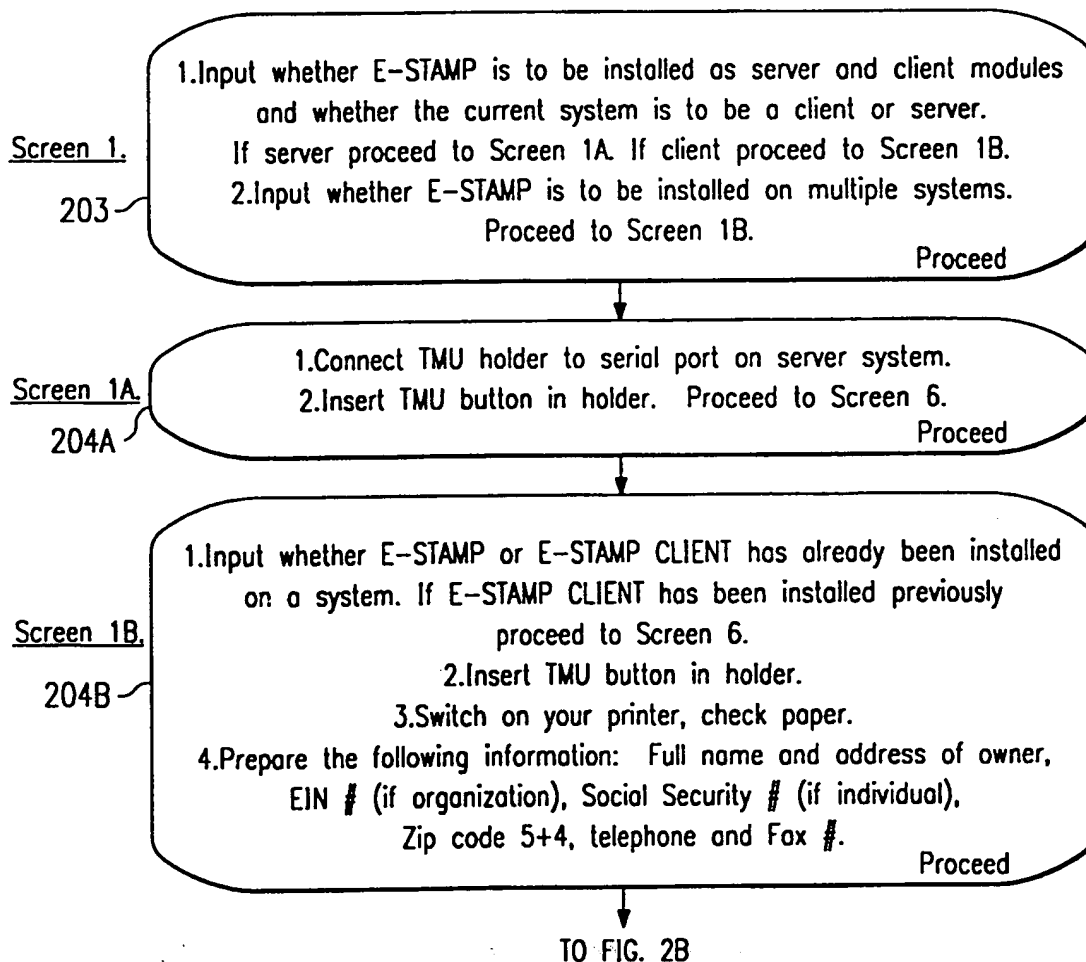 1.Input whether E-STAMP is to be installed as server and client modules
and whether the current system is to be a client or server.
If server proceed to Screen 1A. If client proceed to Screen 1B.
2.Input whether E-STAMP is to be installed on multiple systems.
Proceed to Screen 1B.
Proceed
Screen 1.
203
1.Connect TMU holder to serial port on server system.
2.Insert TMU button in holder. Proceed to Screen 6.
Proceed
Screen 1A.
204A
1.Input whether E-STAMP or E-STAMP CLIENT has already been installed
on a system. If E-STAMP CLIENT has been installed previously
proceed to Screen 6.
2.Insert TMU button in holder.
3.Switch on your printer, check paper.
4.Prepare the following information: Full name and address of owner,
EIN # (if organization), Social Security # (if individual),
Zip code 5+4, telephone and Fax #.
Proceed
Screen 1B.
204B
TO FIG. 2B